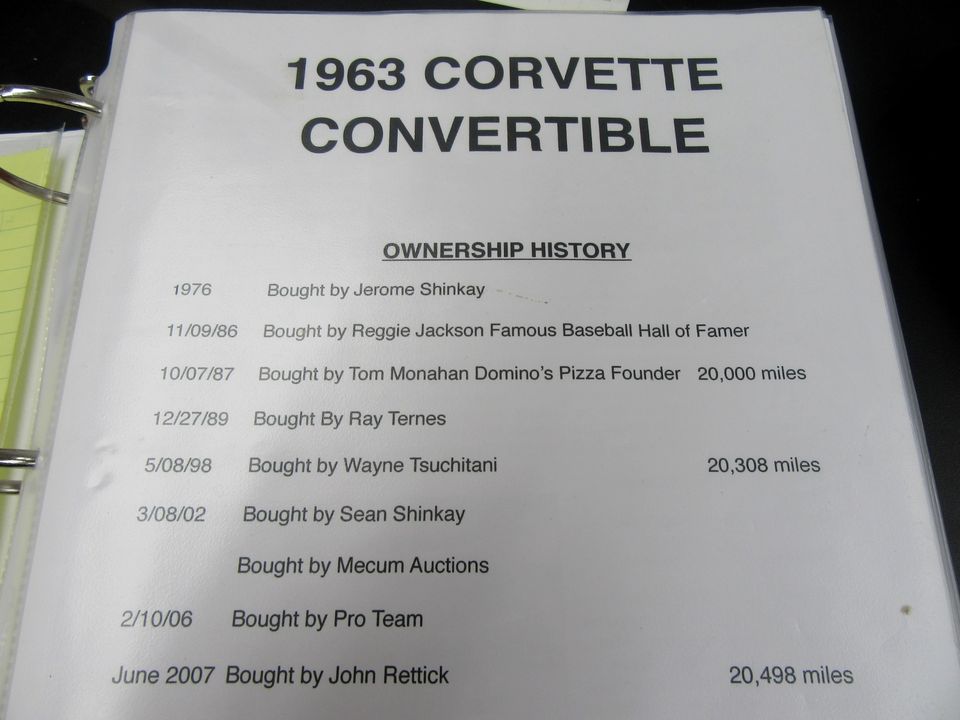 1963 CORVETTE
CONVERTIBLE
OWNERSHIP HISTORY
1976 Bought by Jerome Shinkay
11/09/86 Bought by Reggie Jackson Famous Baseball Hall of Famer
10/07/87 Bought by Tom Monahan Domino's Pizza Founder 20,000 miles
12/27/89 Bought By Ray Ternes
5/08/98 Bought by Wayne Tsuchitani 20,308 miles
3/08/02 Bought by Sean Shinkay
Bought by Mecum Auctions
2/10/06 Bought by Pro Team
June 2007 Bought by John Rettick 20,498 miles